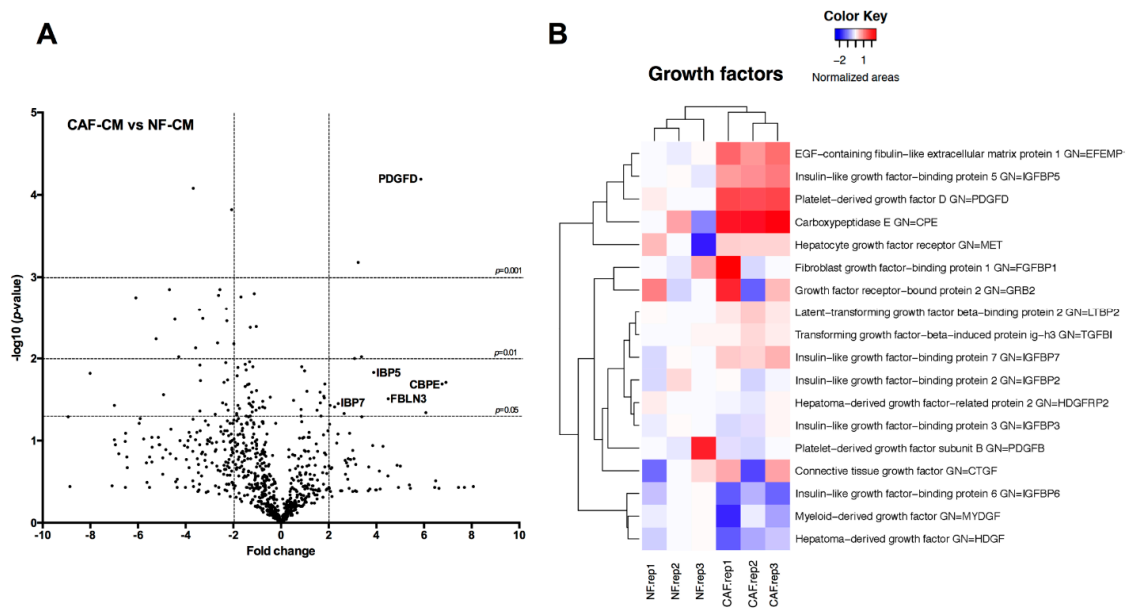 A
CAF-CM vs NF-CM
5
4
3
2
1
0
-log10 (p-value)
-10
-8
-6
-4
-2
0
2
4
6
8
10
Fold change
PDGFD
p=0.001
p=0.01
IBP5
CBPE
FBLN3
IBP7
p=0.05
B
Color Key
-2 1
Normalized areas
Growth factors
EGF-containing fibulin-like extracellular matrix protein 1 GN=EFEMP
Insulin-like growth factor-binding protein 5 GN=IGFBP5
Platelet-derived growth factor D GN=PDGFD
Carboxypeptidase E GN=CPE
Hepatocyte growth factor receptor GN=MET
Fibroblast growth factor-binding protein 1 GN=FGFBP1
Growth factor receptor-bound protein 2 GN=GRB2
Latent-transforming growth factor beta-binding protein 2 GN=LTBP2
Transforming growth factor-beta-induced protein ig-h3 GN=TGFBI
Insulin-like growth factor-binding protein 7 GN=IGFBP7
Insulin-like growth factor-binding protein 2 GN=IGFBP2
Hepatoma-derived growth factor-related protein 2 GN=HDGFRP2
Insulin-like growth factor-binding protein 3 GN=IGFBP3
Platelet-derived growth factor subunit B GN=PDGFB
Connective tissue growth factor GN=CTGF
Insulin-like growth factor-binding protein 6 GN=IGFBP6
Myeloid-derived growth factor GN=MYDGF
Hepatoma-derived growth factor GN=HDGF
NF.rep1
NF.rep2
NF.rep3
CAF.rep1
CAF.rep2
CAF.rep3